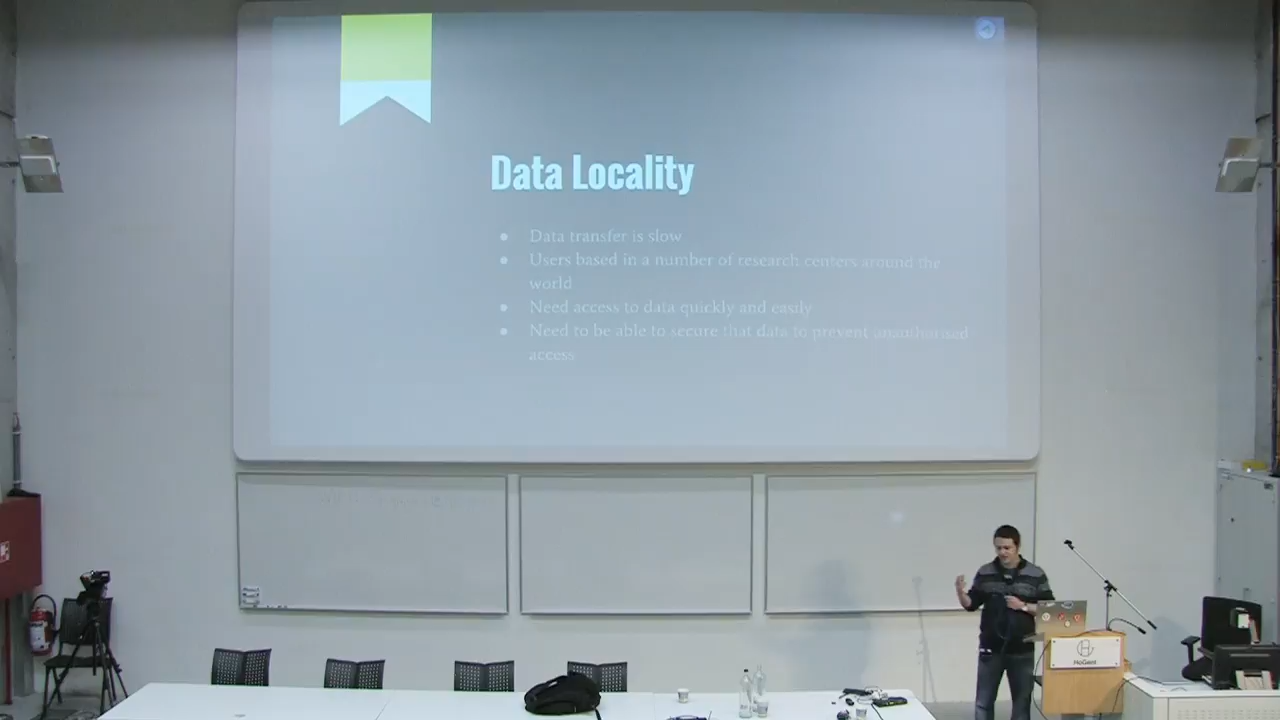 Data Locality
● Data transfer is slow
● Users based in a number of research centers around the
world
● Need access to data quickly and easily
● Need to be able to secure that data to prevent unauthorised
access
HoGent